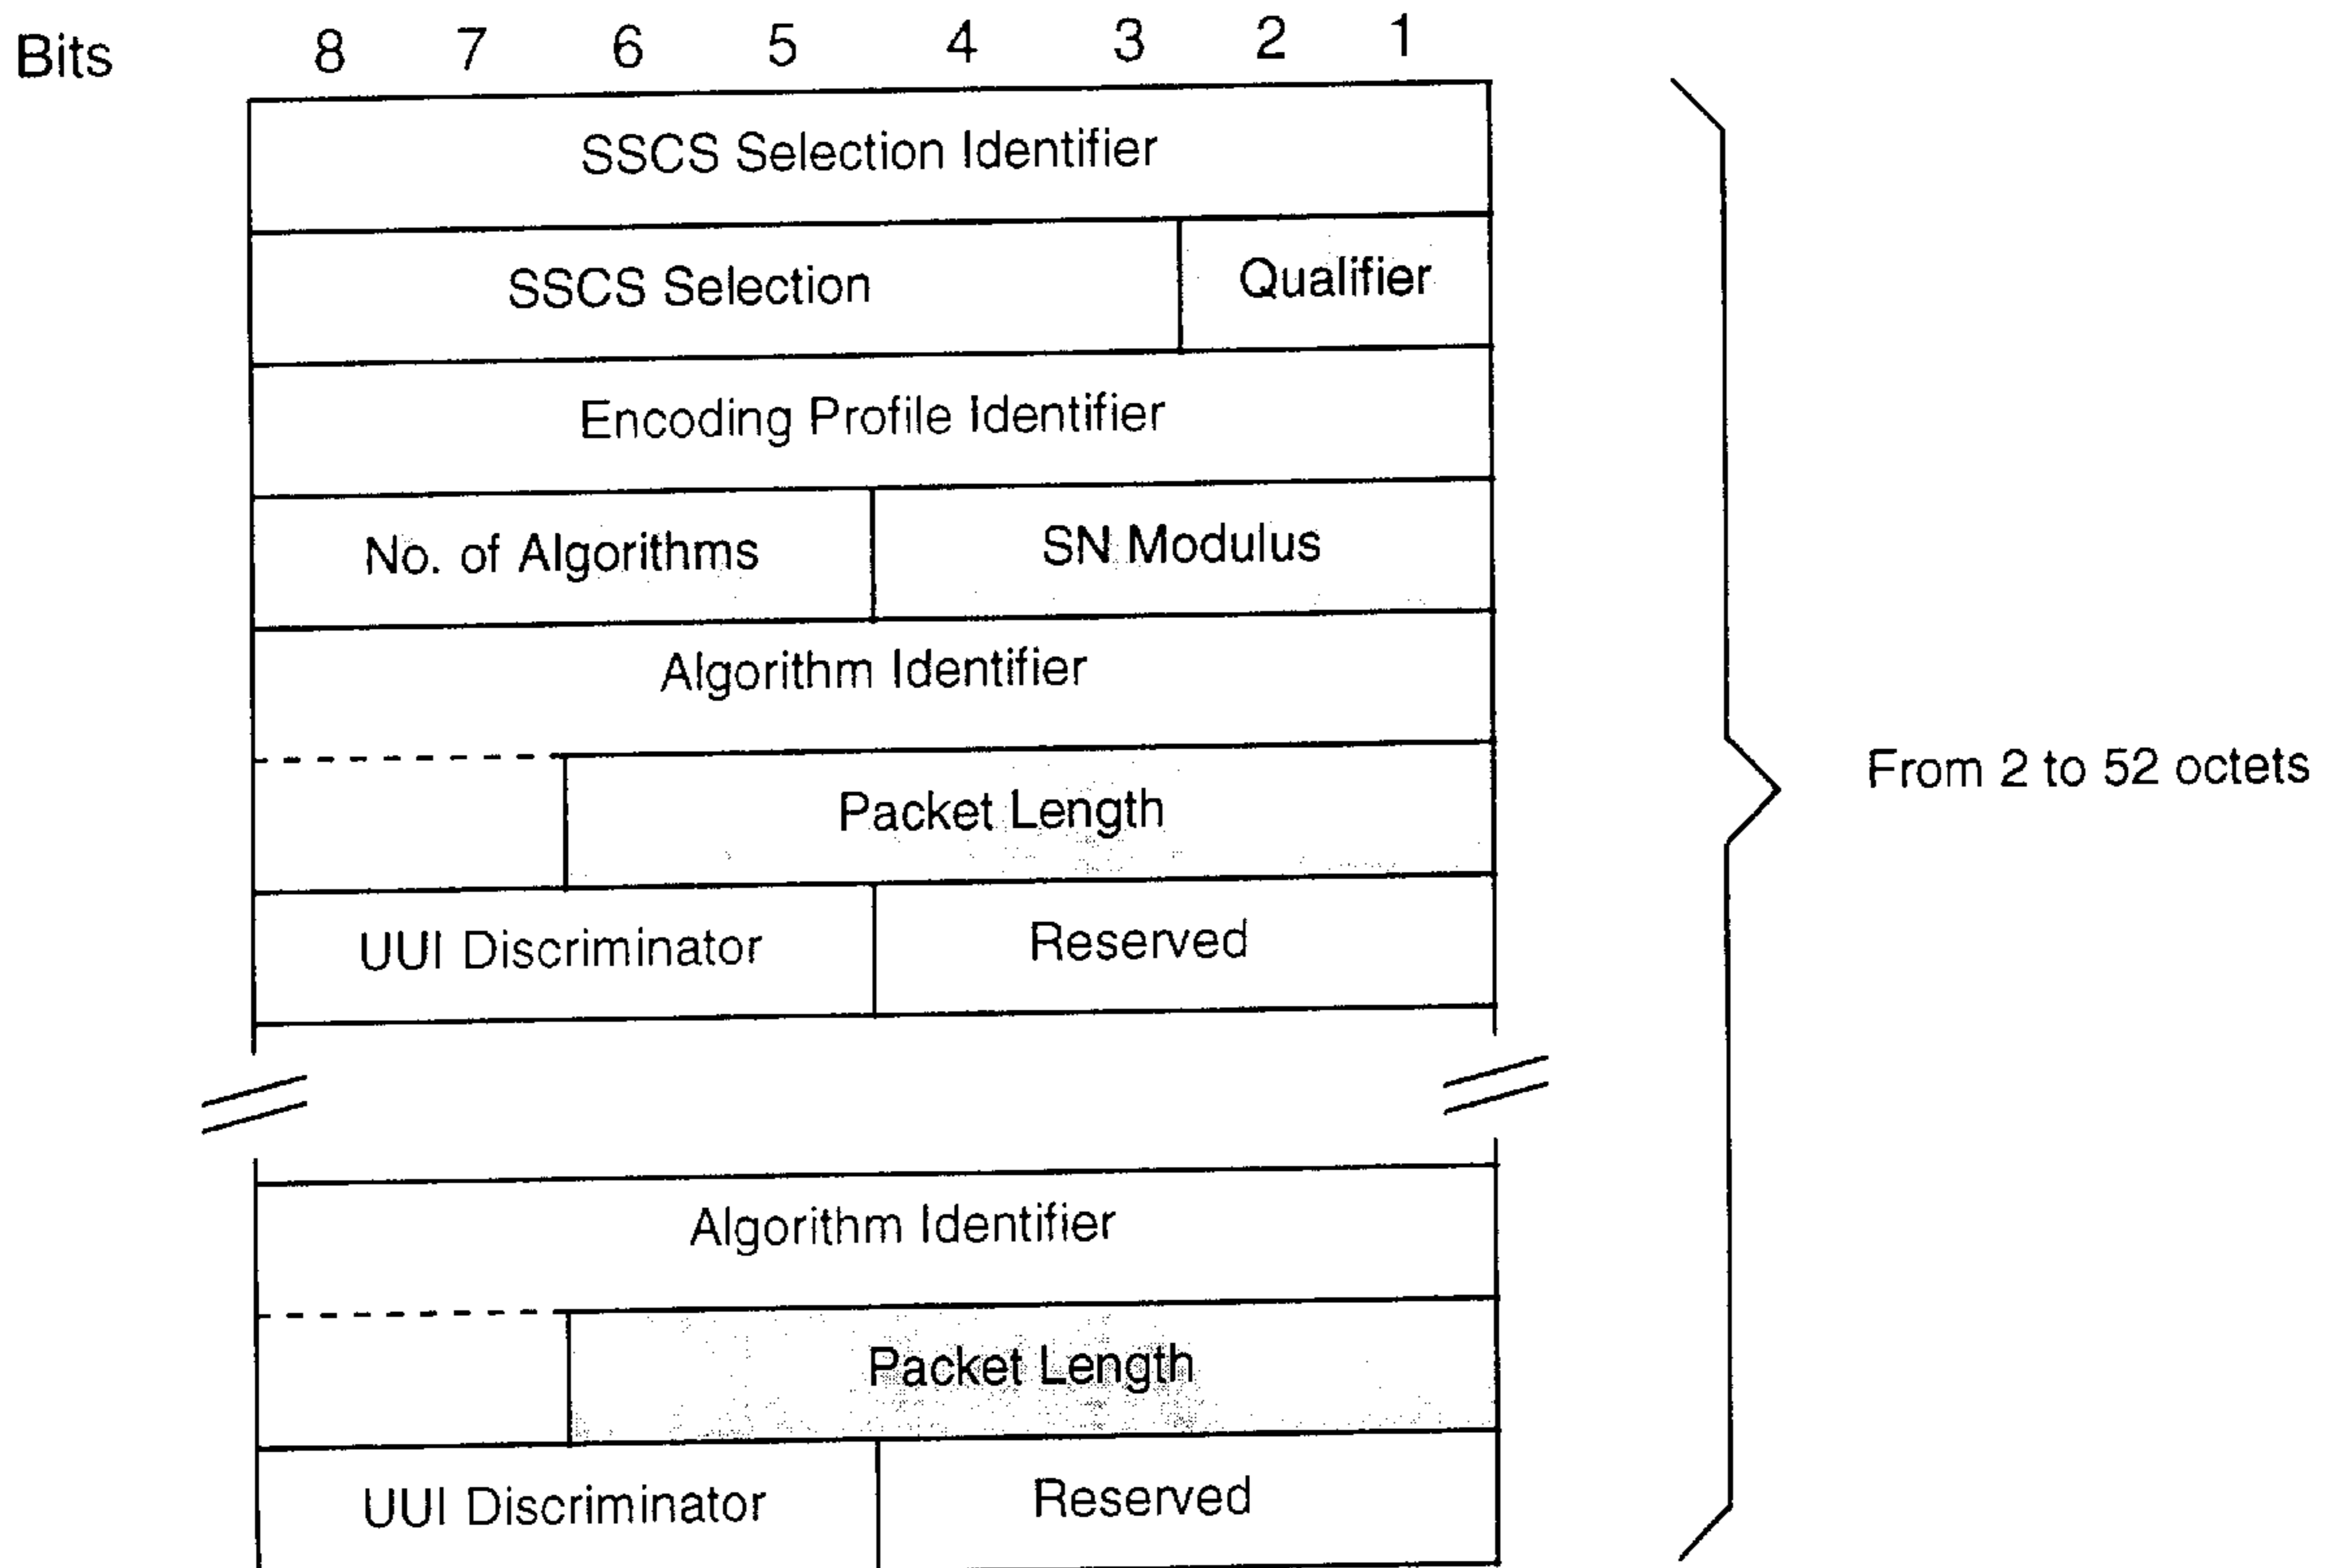 Bits 8 7 6 5 4 3 2 1
SSCS Selection Identifier
SSCS Selection Qualifier
Encoding Profile Identifier
No. of Algorithms SN Modulus
Algorithm Identifier
Packet Length
From 2 to 52 octets
UUI Discriminator Reserved
Algorithm Identifier
Packet Length
UUI Discriminator Reserved